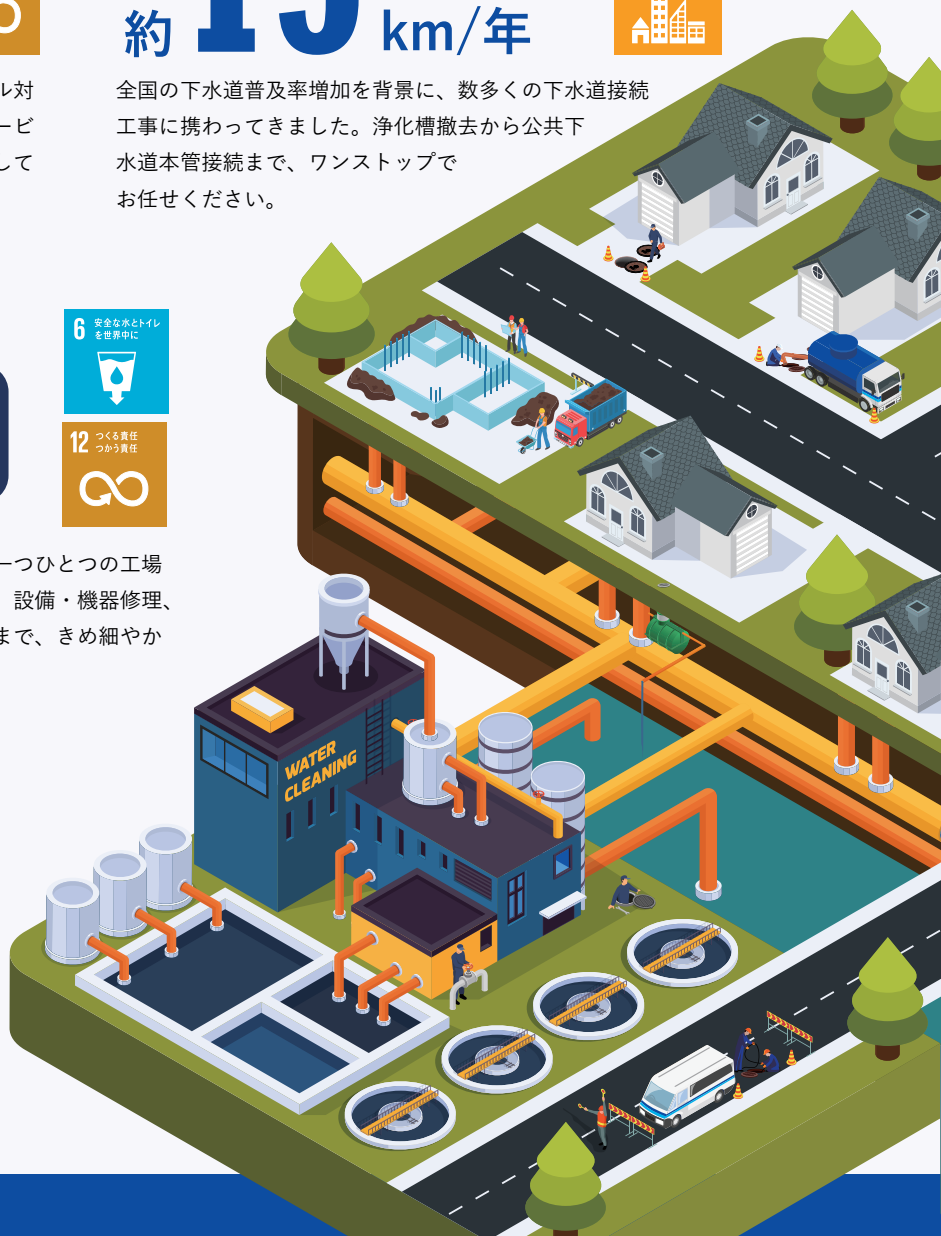 約
km/年
ル対
ービ
して
全国の下水道普及率増加を背景に、数多くの下水道接続
工事に携わってきました。浄化槽撤去から公共下
水道本管接続まで、ワンストップで
お任せください。
6 安全な水とトイレ
を世界中に
12 つくる責任
つかう責任
一つひとつの工場
設備・機器修理、
まで、きめ細やか
WATER
CLEANING